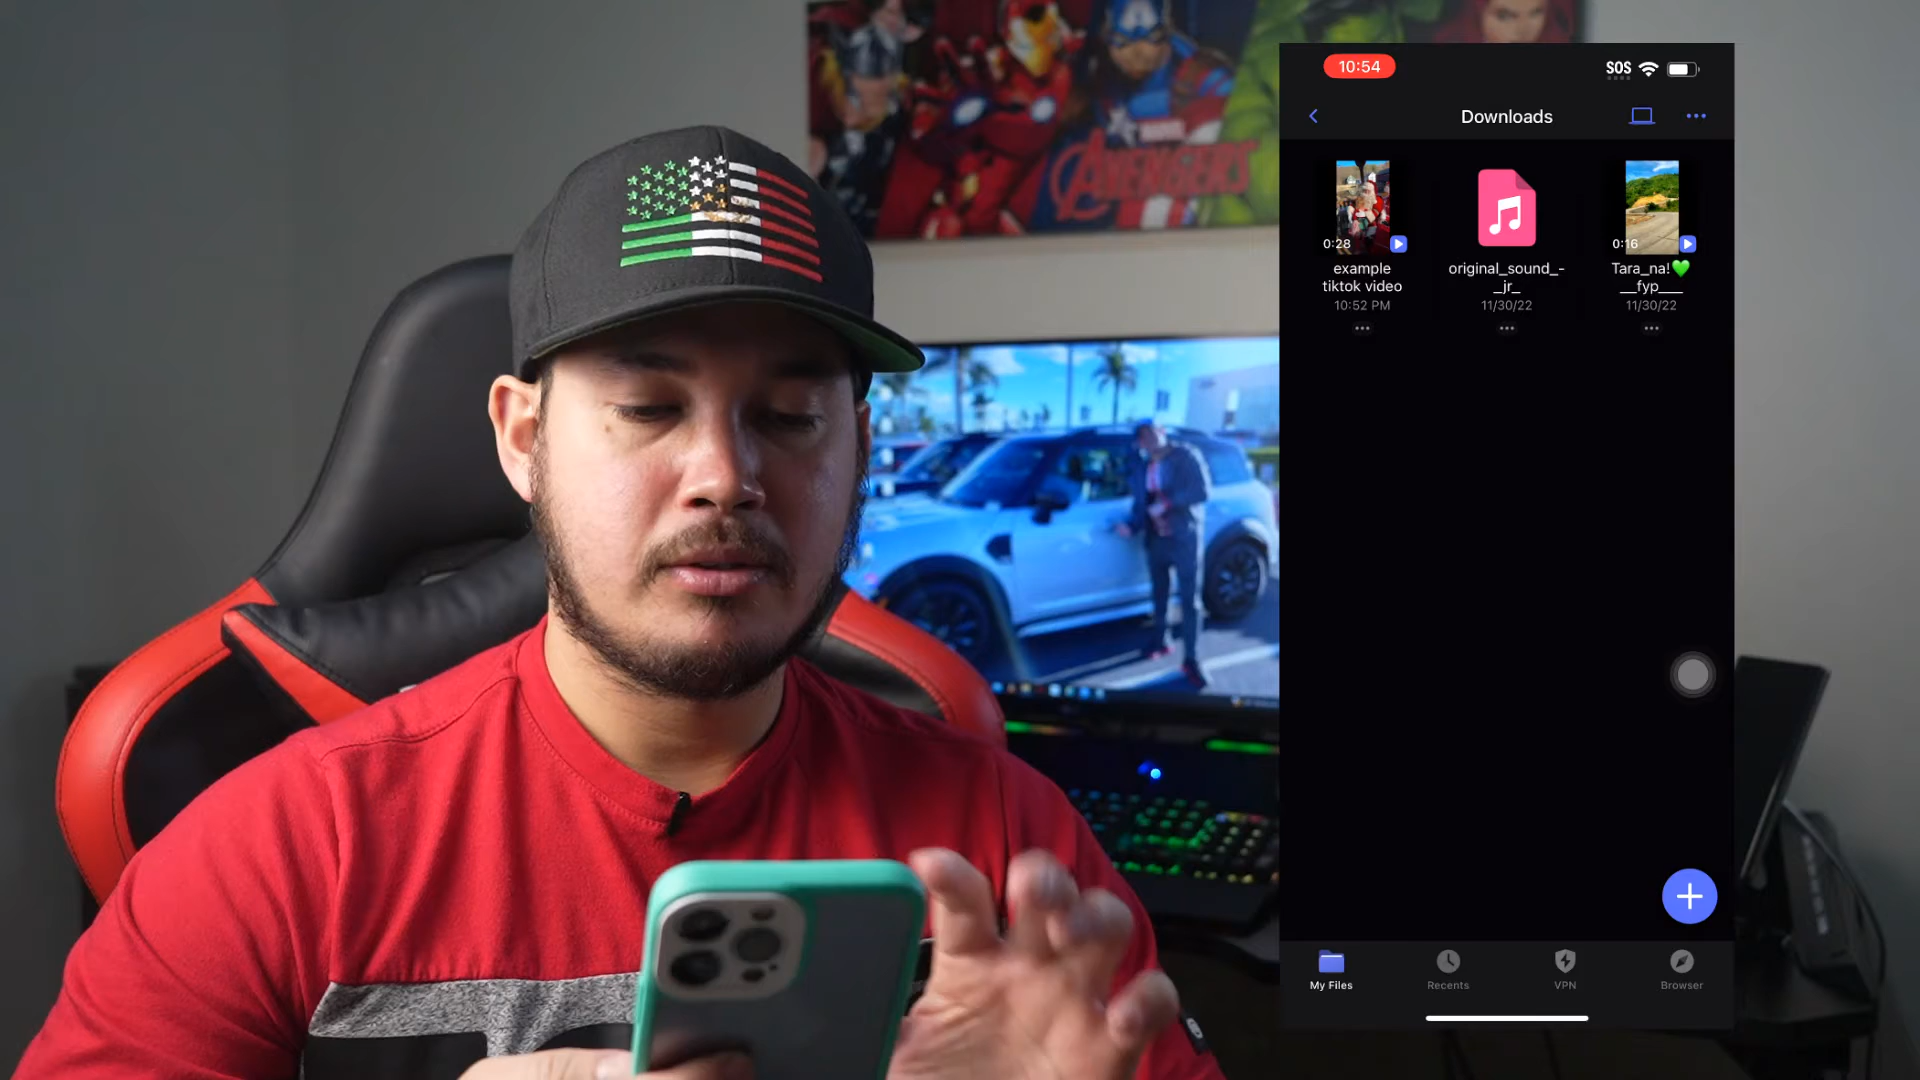 MARVEL
AVENGERS
10:54
SOS
Downloads
0:28
example
tiktok video
10:52 PM
original_sound_-
_jr_
11/30/22
0:16
Tara_na!💚
__fyp___
11/30/22
My Files
Recents
VPN
Browser